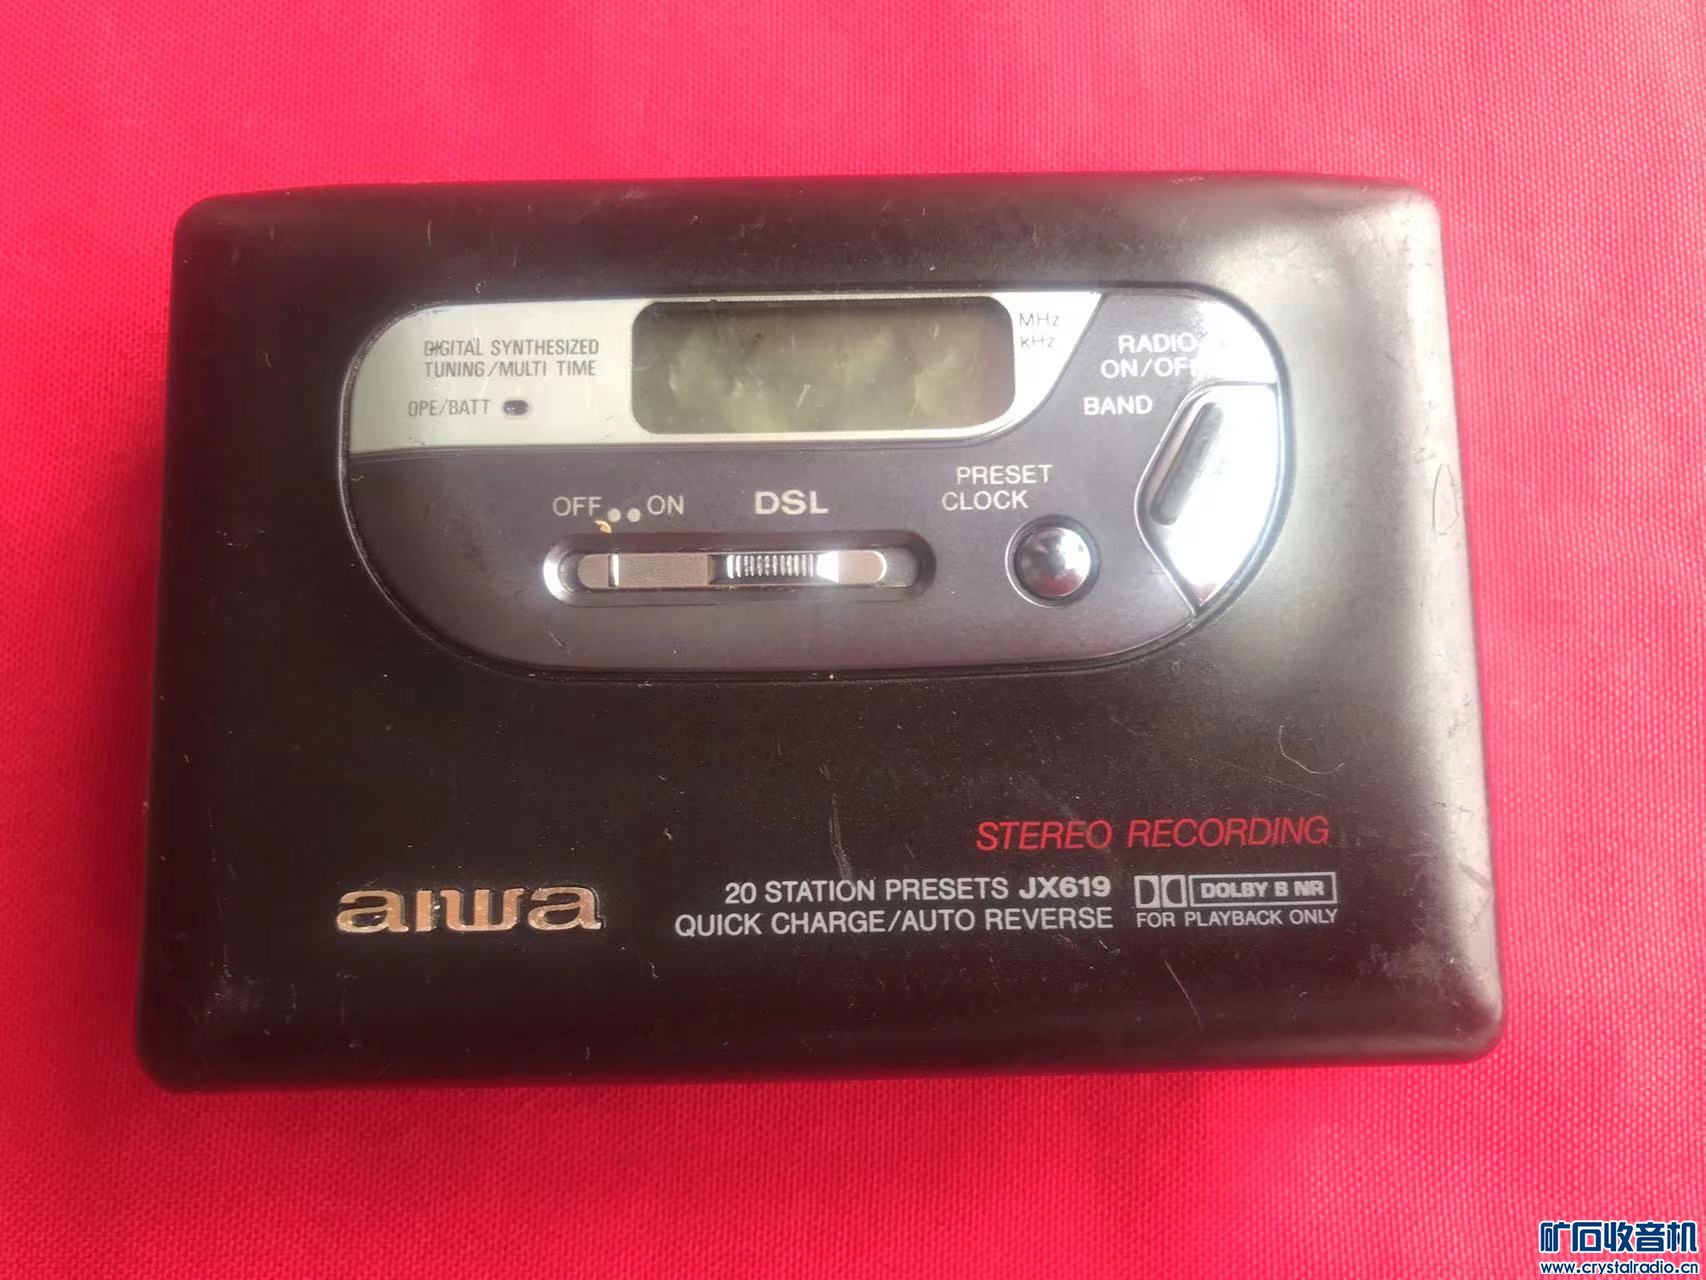 DIGITAL SYNTHESIZED
TUNING/MULTI TIME
OPE/BATT
MHz
kHz
RADIO
ON/OFF
BAND
PRESET
CLOCK
OFF ON
DSL
STEREO RECORDING
20 STATION PRESETS JX619
QUICK CHARGE/AUTO REVERSE
DOLBY B NR
FOR PLAYBACK ONLY
aiwa
矿石收音机
www.crystalradio.cn